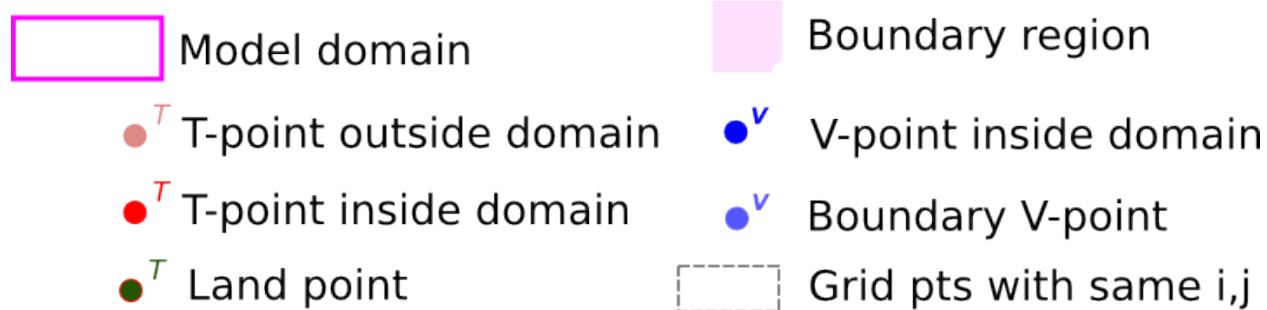 Model domain
T T-point outside domain
T T-point inside domain
T Land point
Boundary region
V V-point inside domain
V Boundary V-point
Grid pts with same i,j